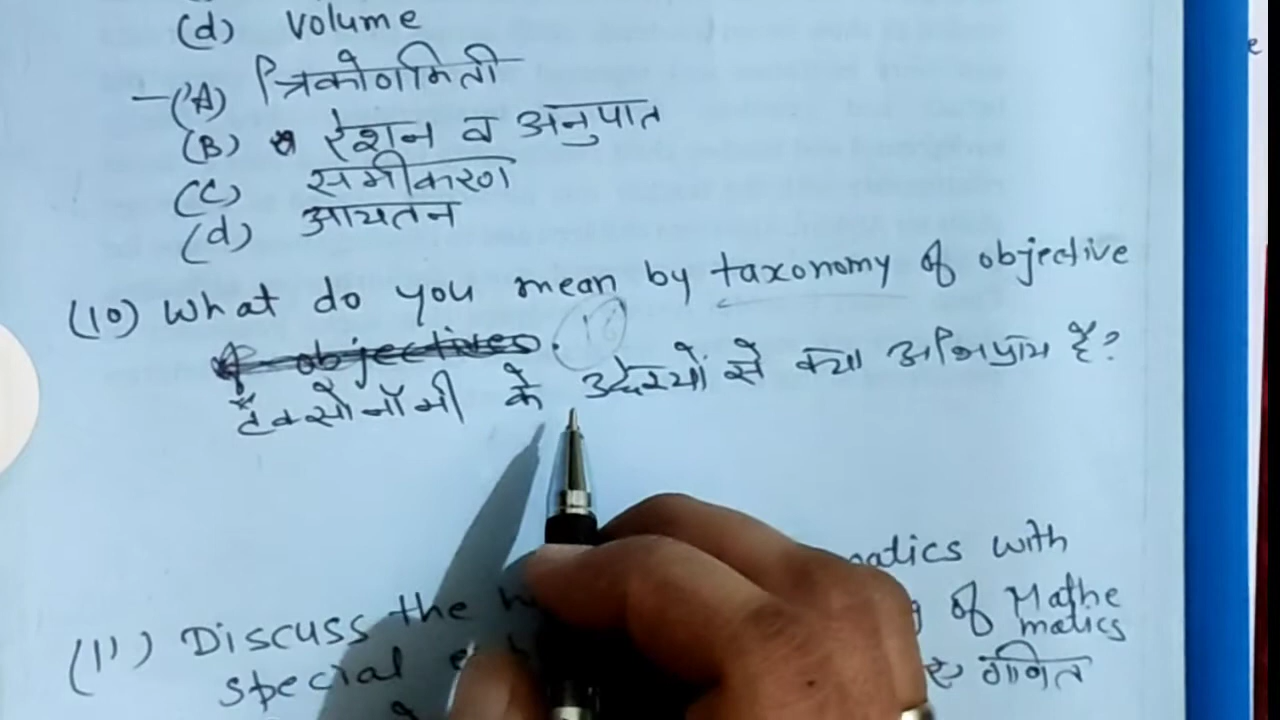 (d) Volume
(A) त्रिकोणमिती
(B) रेशन व अनुपात
(C) समीकरण
(d) आयतन
(10) What do you mean by taxonomy of objective
of objectives. 16
टैक्सोनॉमी के उद्देश्यों से क्या अभिप्राय है?
(11) Discuss the matics with
special of Mathe
matics
गणित